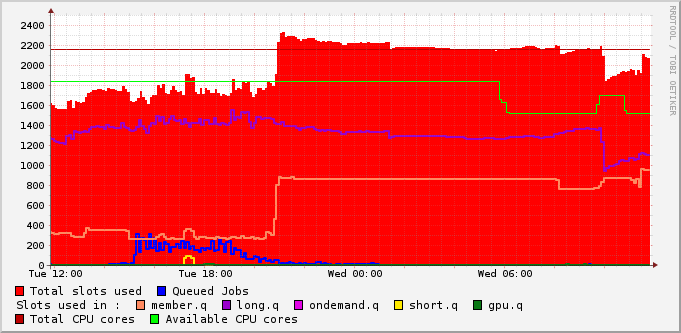 2400
2200
2000
1800
1600
1400
1200
1000
800
600
400
200
0
Tue 12:00 Tue 18:00 Wed 00:00 Wed 06:00
Total slots used Queued Jobs
Slots used in : member.q long.q ondemand.q short.q gpu.q
Total CPU cores Available CPU cores
RRDTOOL / TOBI OETIKER